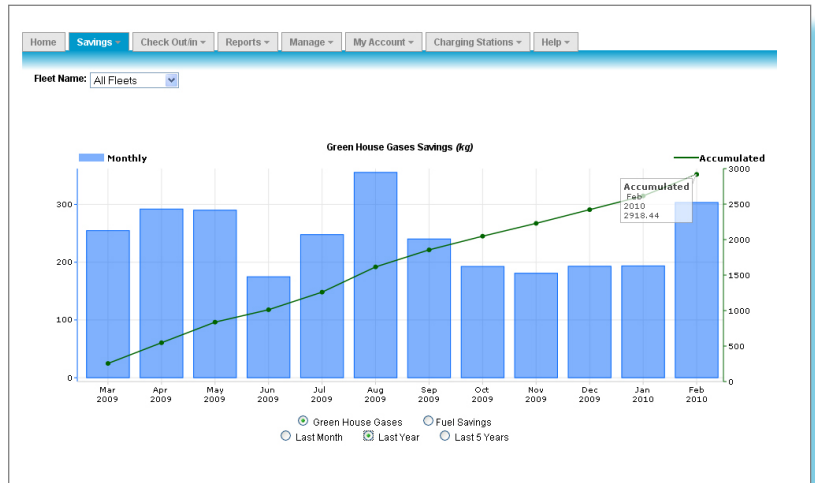 Home Savings Check Out/in Reports Manage My Account Charging Stations Help
Fleet Name: All Fleets
Green House Gases Savings (kg)
Monthly Accumulated
3000
Accumulated
Feb
2010
2918.44
300
200
100
0
2500
2000
1500
1000
500
0
Mar Apr May Jun Jul Aug Sep Oct Nov Dec Jan Feb
2009 2009 2009 2009 2009 2009 2009 2009 2009 2009 2010 2010
Green House Gases Fuel Savings
Last Month Last Year Last 5 Years